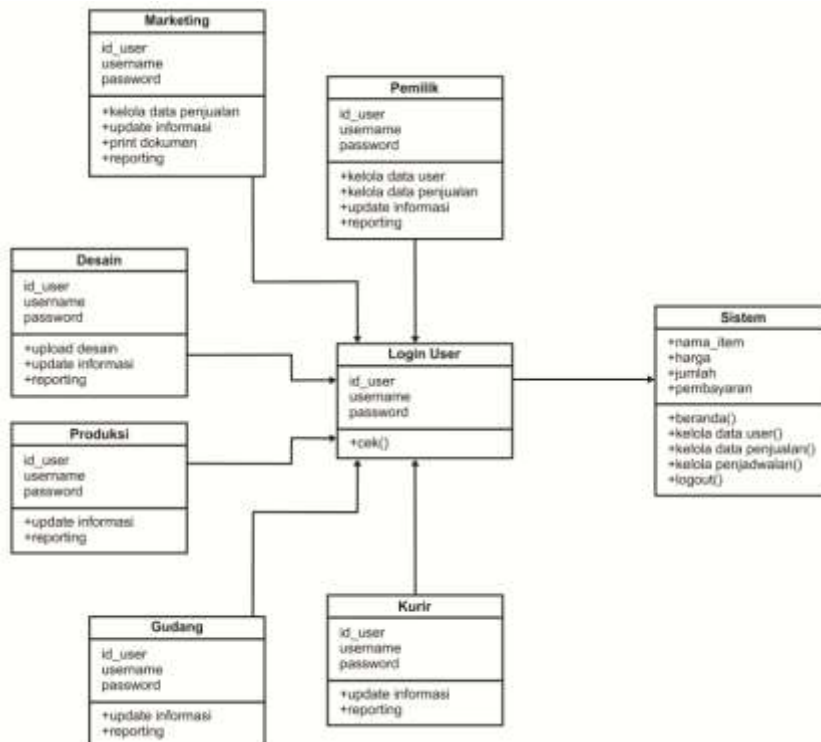 Marketing
id_user
username
password
+kelola data penjualan
+update informasi
+print dokumen
+reporting
Pemilik
id_user
username
password
+kelola data user
+kelola data penjualan
+update informasi
+reporting
Desain
id_user
username
password
+upload desain
+update informasi
+reporting
Login User
id_user
username
password
+cek()
Sistem
+nama_item
+harga
+jumlah
+pembayaran
+beranda()
+kelola data user()
+kelola data penjualan()
+kelola penjadwalan()
+logout()
Produksi
id_user
username
password
+update informasi
+reporting
Gudang
id_user
username
password
+update informasi
+reporting
Kurir
id_user
username
password
+update informasi
+reporting